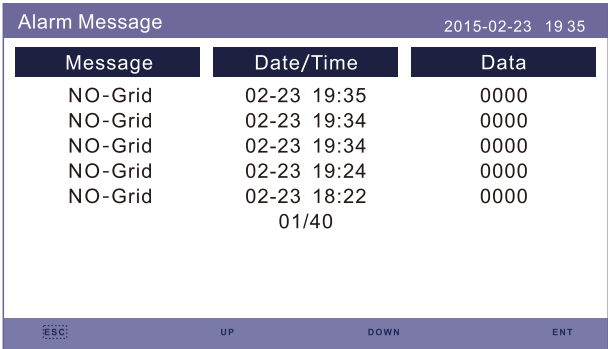 Alarm Message 2015-02-23 19 35
Message Date/Time Data
NO-Grid 02-23 19:35 0000
NO-Grid 02-23 19:34 0000
NO-Grid 02-23 19:34 0000
NO-Grid 02-23 19:24 0000
NO-Grid 02-23 18:22 0000
01/40
ESC UP DOWN ENT